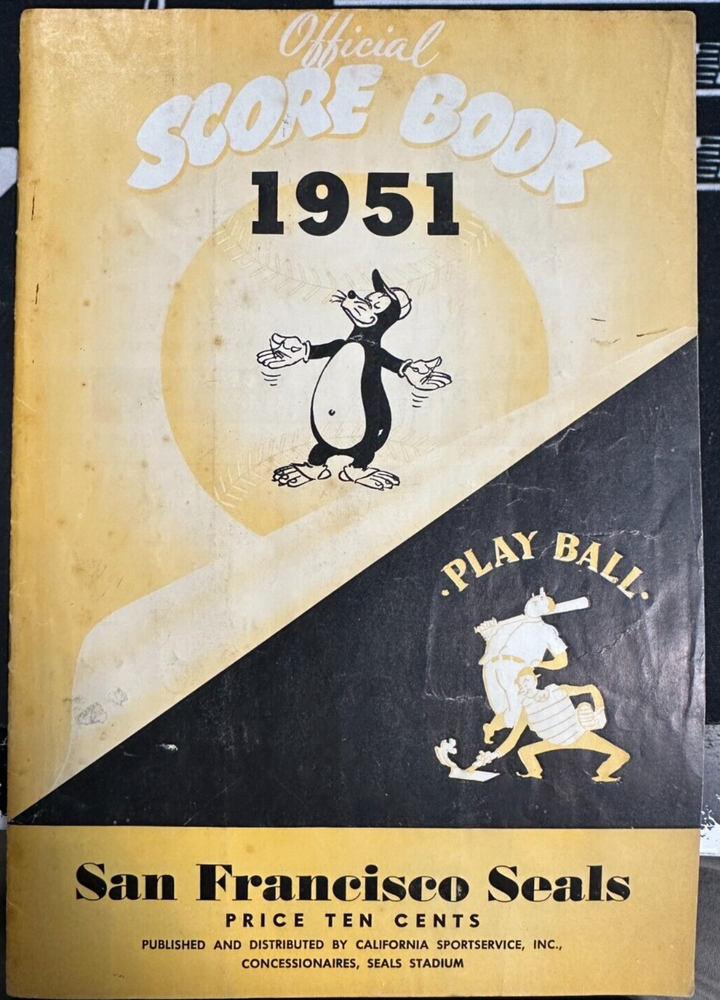 Official
SCORE BOOK
1951
·PLAY BALL·
San Francisco Seals
PRICE TEN CENTS
PUBLISHED AND DISTRIBUTED BY CALIFORNIA SPORTSERVICE, INC.,
CONCESSIONAIRES, SEALS STADIUM